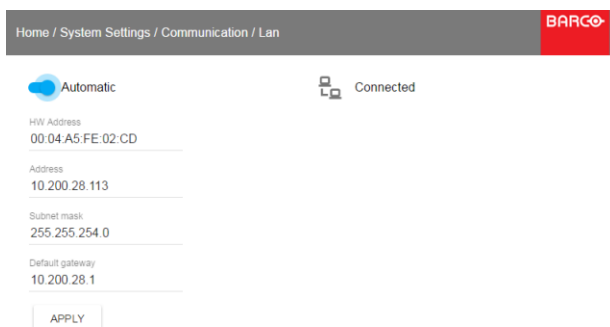 Home / System Settings / Communication / Lan
BARCO
Automatic
Connected
HW Address
00:04:A5:FE:02:CD
Address
10.200.28.113
Subnet mask
255.255.254.0
Default gateway
10.200.28.1
APPLY